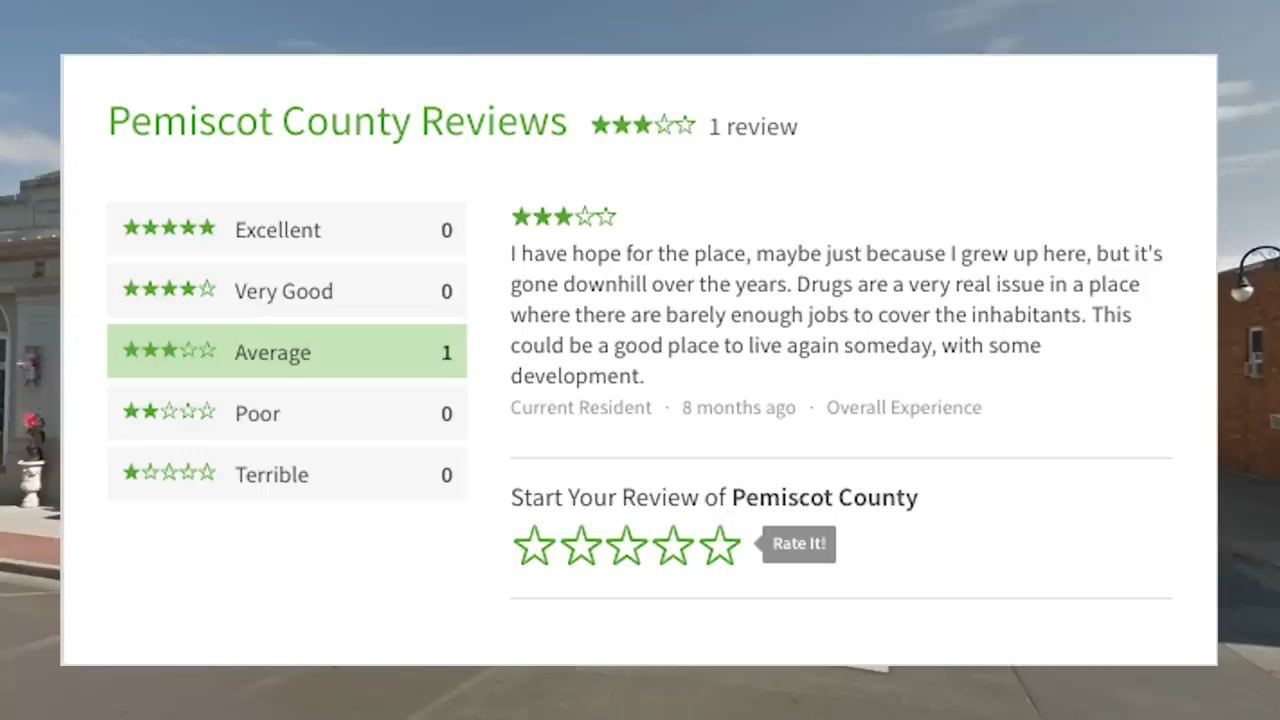 Pemiscot County Reviews 1 review
Excellent 0
Very Good 0
Average 1
Poor 0
Terrible 0
I have hope for the place, maybe just because I grew up here, but it's
gone downhill over the years. Drugs are a very real issue in a place
where there are barely enough jobs to cover the inhabitants. This
could be a good place to live again someday, with some
development.
Current Resident · 8 months ago · Overall Experience
Start Your Review of Pemiscot County
Rate It!